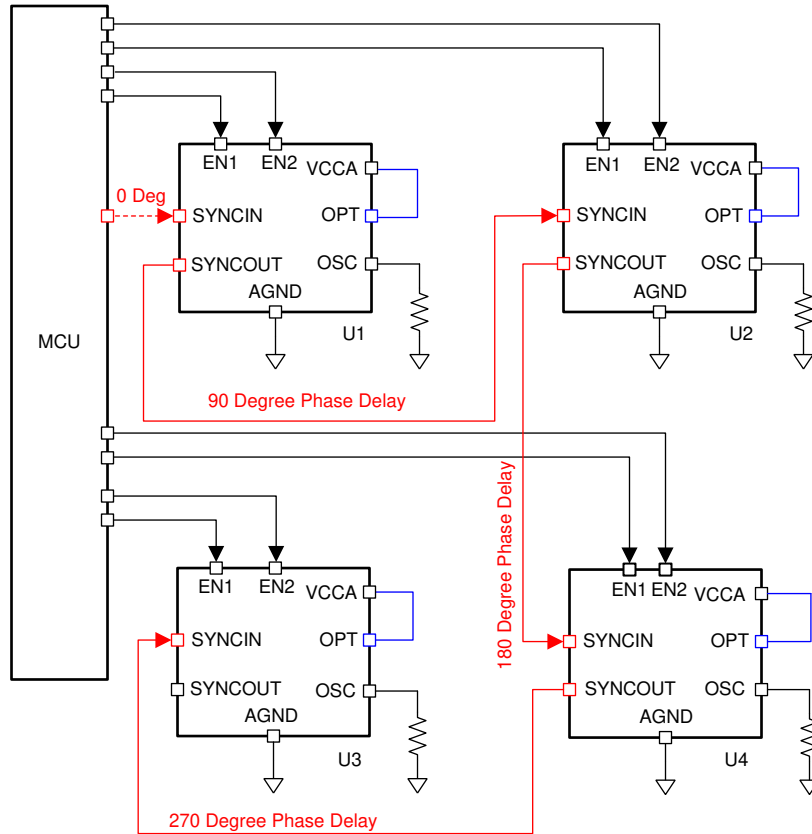 MCU
0 Deg
EN1 EN2
VCCA
SYNCIN
OPT
SYNCOUT
OSC
AGND
U1
EN1 EN2
VCCA
SYNCIN
OPT
SYNCOUT
OSC
AGND
U2
90 Degree Phase Delay
180 Degree Phase Delay
EN1 EN2
VCCA
SYNCIN
OPT
SYNCOUT
OSC
AGND
U3
EN1 EN2
VCCA
SYNCIN
OPT
SYNCOUT
OSC
AGND
U4
270 Degree Phase Delay